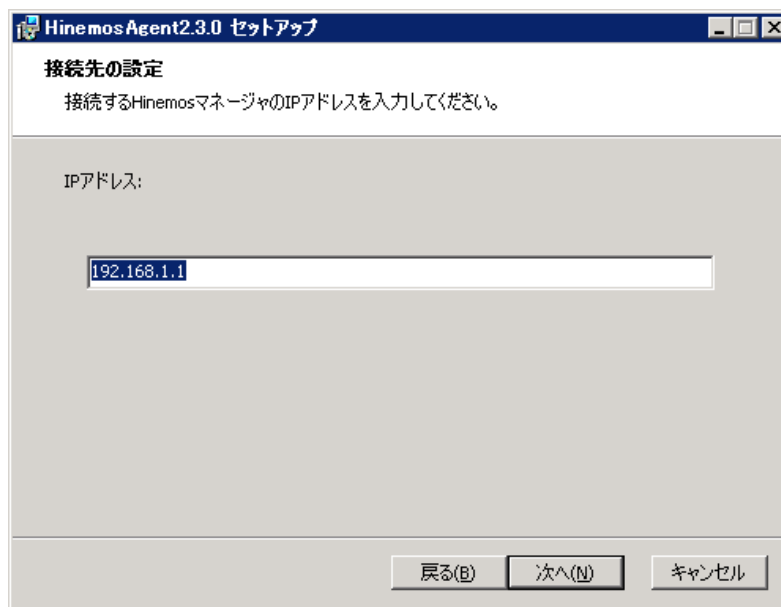 HinemosAgent2.3.0 セットアップ
接続先の設定
接続するHinemosマネージャのIPアドレスを入力してください。
IPアドレス:
192.168.1.1
戻る(B)
次へ(N)
キャンセル